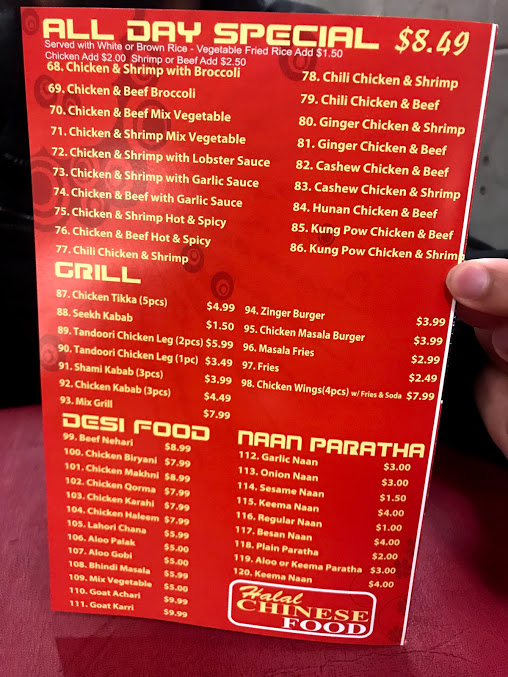 ALL DAY SPECIAL $8.49
Served with White or Brown Rice - Vegetable Fried Rice Add $1.50
Chicken Add $2.00 Shrimp or Beef Add $2.50
68. Chicken & Shrimp with Broccoli
69. Chicken & Beef Broccoli
70. Chicken & Beef Mix Vegetable
71. Chicken & Shrimp Mix Vegetable
72. Chicken & Shrimp with Lobster Sauce
73. Chicken & Shrimp with Garlic Sauce
74. Chicken & Beef with Garlic Sauce
75. Chicken & Shrimp Hot & Spicy
76. Chicken & Beef Hot & Spicy
77. Chili Chicken & Shrimp
78. Chili Chicken & Shrimp
79. Chili Chicken & Beef
80. Ginger Chicken & Shrimp
81. Ginger Chicken & Beef
82. Cashew Chicken & Beef
83. Cashew Chicken & Shrimp
84. Hunan Chicken & Beef
85. Kung Pow Chicken & Beef
86. Kung Pow Chicken & Shrimp
GRILL
87. Chicken Tikka (5pcs) $4.99
88. Seekh Kabab $1.50
89. Tandoori Chicken Leg (2pcs) $5.99
90. Tandoori Chicken Leg (1pc) $3.49
91. Shami Kabab (3pcs) $3.99
92. Chicken Kabab (3pcs) $4.49
93. Mix Grill $7.99
94. Zinger Burger $3.99
95. Chicken Masala Burger $3.99
96. Masala Fries $2.99
97. Fries $2.49
98. Chicken Wings(4pcs) w/ Fries & Soda $7.99
DESI FOOD
99. Beef Nehari $8.99
100. Chicken Biryani $7.99
101. Chicken Makhni $8.99
102. Chicken Qorma $7.99
103. Chicken Karahi $7.99
104. Chicken Haleem $7.99
105. Lahori Chana $5.99
106. Aloo Palak $5.00
107. Aloo Gobi $5.00
108. Bhindi Masala $5.99
109. Mix Vegetable $5.00
110. Goat Achari $9.99
111. Goat Karri $9.99
NAAN PARATHA
112. Garlic Naan $3.00
113. Onion Naan $3.00
114. Sesame Naan $1.50
115. Keema Naan $4.00
116. Regular Naan $1.00
117. Besan Naan $4.00
118. Plain Paratha $2.00
119. Aloo or Keema Paratha $3.00
120. Keema Naan $4.00
Halal
CHINESE
FOOD